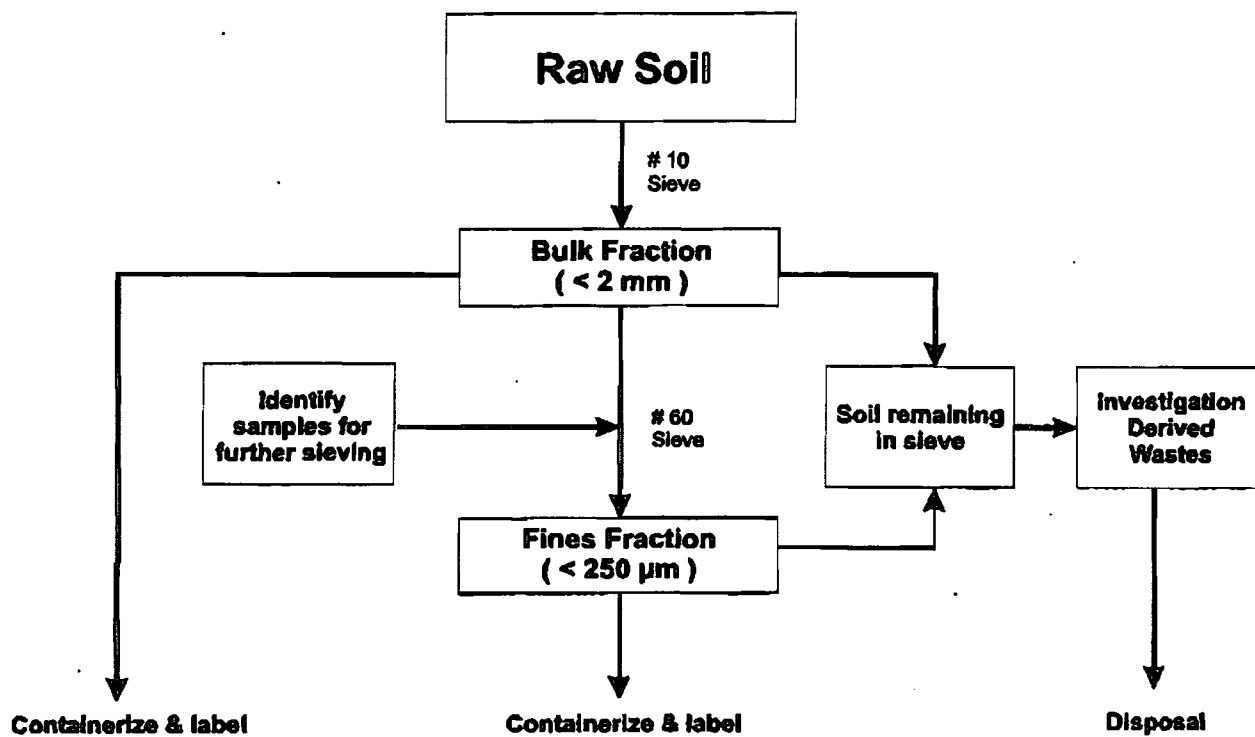 Raw Soil
# 10
Sieve
Bulk Fraction
( < 2 mm )
Identify
samples for
further sieving
# 60
Sieve
Soil remaining
in sieve
Investigation
Derived
Wastes
Fines Fraction
( < 250 µm )
Containerize & label
Containerize & label
Disposal